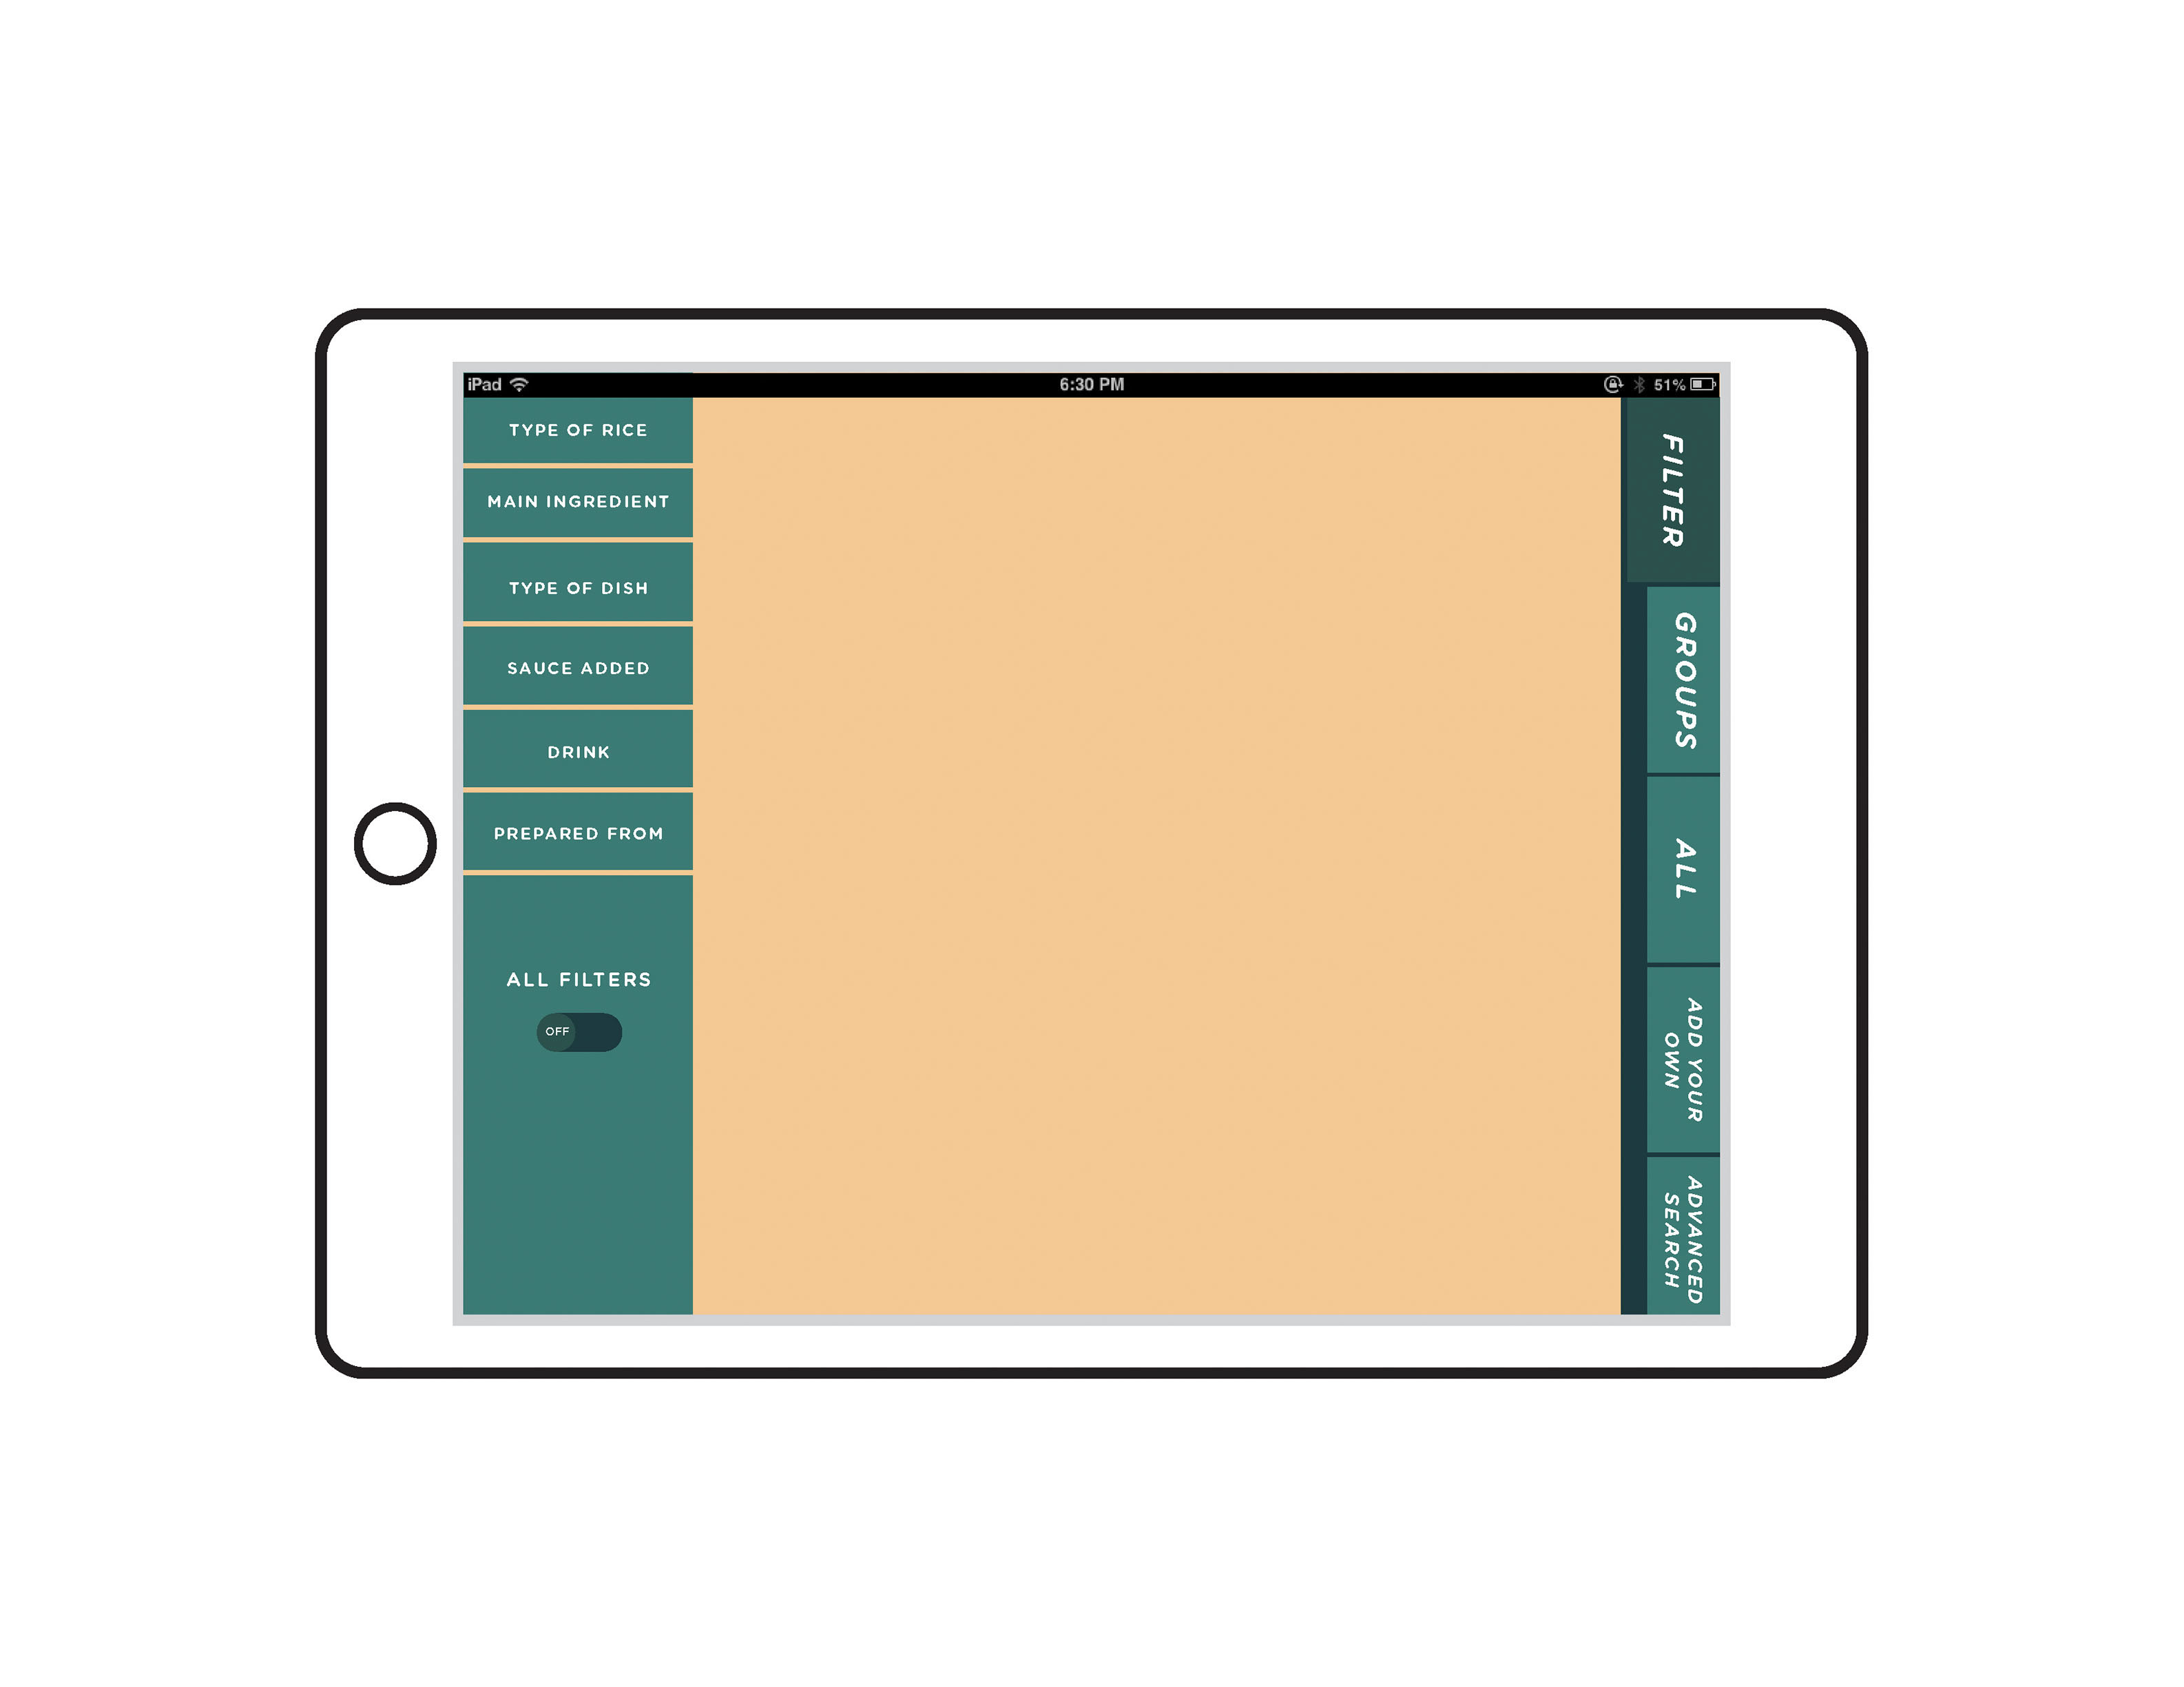 iPad 6:30 PM 51%
TYPE OF RICE
MAIN INGREDIENT
TYPE OF DISH
SAUCE ADDED
DRINK
PREPARED FROM
ALL FILTERS
OFF
FILTER
GROUPS
ALL
ADD YOUR
OWN
ADVANCED
SEARCH